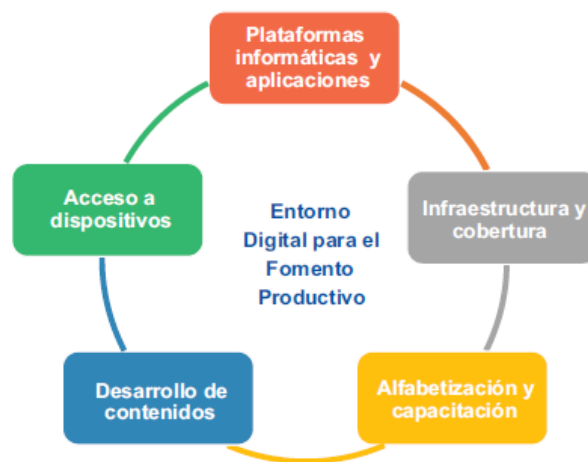 Plataformas
informáticas y
aplicaciones
Acceso a
dispositivos
Infraestructura y
cobertura
Entorno
Digital para el
Fomento
Productivo
Desarrollo de
contenidos
Alfabetización y
capacitación